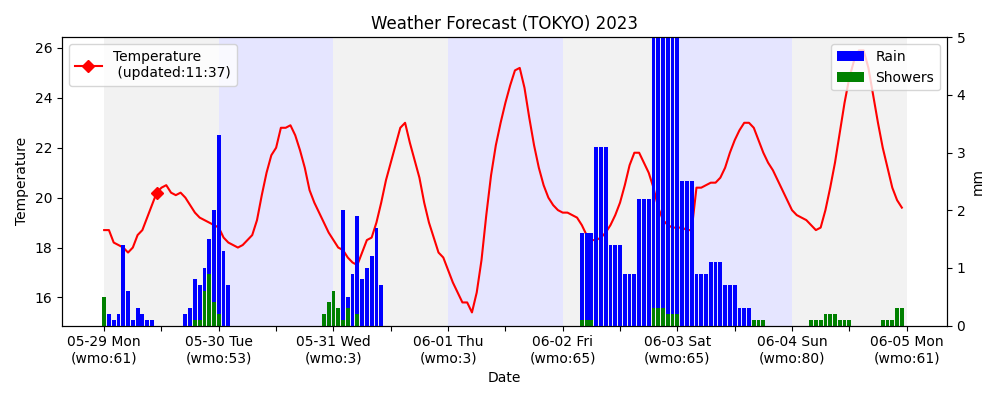 Weather Forecast (TOKYO) 2023
Temperature
(updated:11:37)
Rain
Showers
26
24
22
20
18
16
Temperature
5
4
3
2
1
0
mm
05-29 Mon
(wmo:61)
05-30 Tue
(wmo:53)
05-31 Wed
(wmo:3)
06-01 Thu
(wmo:3)
06-02 Fri
(wmo:65)
06-03 Sat
(wmo:65)
06-04 Sun
(wmo:80)
06-05 Mon
(wmo:61)
Date